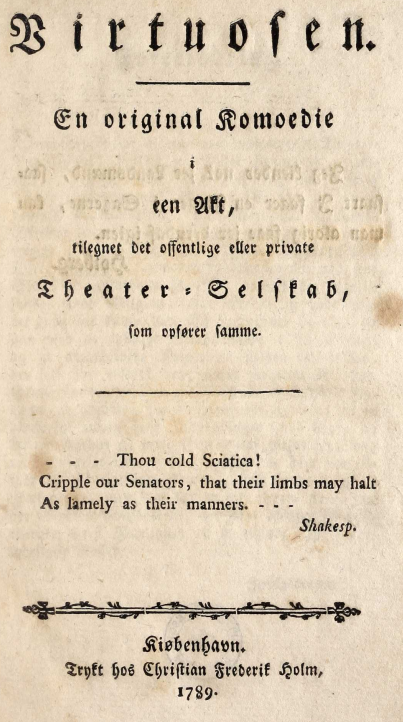 Virtuosen.
En original Komoedie
i
een Akt,
tilegnet det offentlige eller private
Theater-Selskab,
som opfører samme.
- - - Thou cold Sciatica!
Cripple our Senators, that their limbs may halt
As lamely as their manners. - - -
Shakesp.
Kiøbenhavn.
Trykt hos Christian Frederik Holm,
1789.